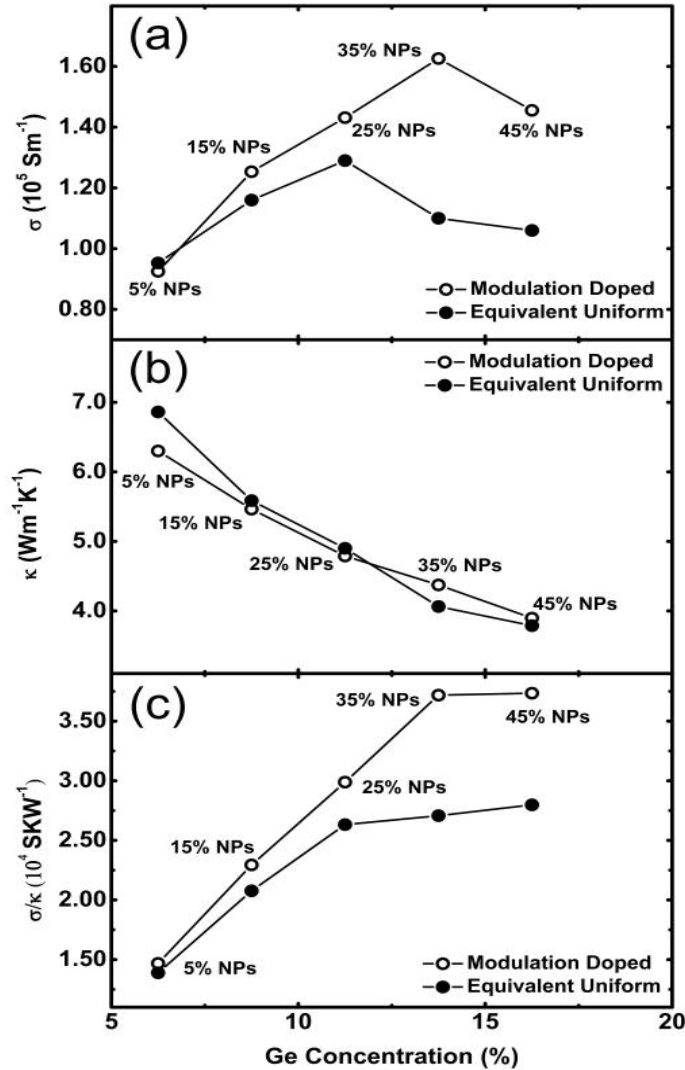 (a)
35% NPs
1.60
1.40
15% NPs
25% NPs
45% NPs
σ (10⁵ Sm⁻¹)
1.20
1.00
5% NPs
0.80
Modulation Doped
Equivalent Uniform
(b)
Modulation Doped
Equivalent Uniform
7.0
6.0
5% NPs
κ (Wm⁻¹K⁻¹)
15% NPs
5.0
25% NPs
35% NPs
4.0
45% NPs
(c)
3.50
35% NPs
45% NPs
3.00
25% NPs
σ/κ (10⁴ SKW⁻¹)
2.50
15% NPs
2.00
1.50
5% NPs
Modulation Doped
Equivalent Uniform
5 10 15 20
Ge Concentration (%)